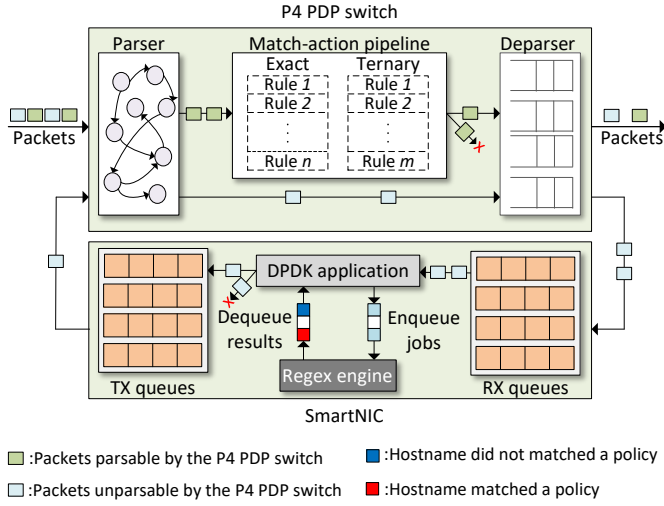 P4 PDP switch
Parser
Match-action pipeline
Deparser
Exact
Ternary
Rule 1
Rule 1
Rule 2
Rule 2
:
:
Rule n
Rule m
Packets
Packets
x
DPDK application
x
Dequeue
results
Enqueue
jobs
Regex engine
TX queues
RX queues
SmartNIC
:Packets parsable by the P4 PDP switch
:Hostname did not matched a policy
:Packets unparsable by the P4 PDP switch
:Hostname matched a policy